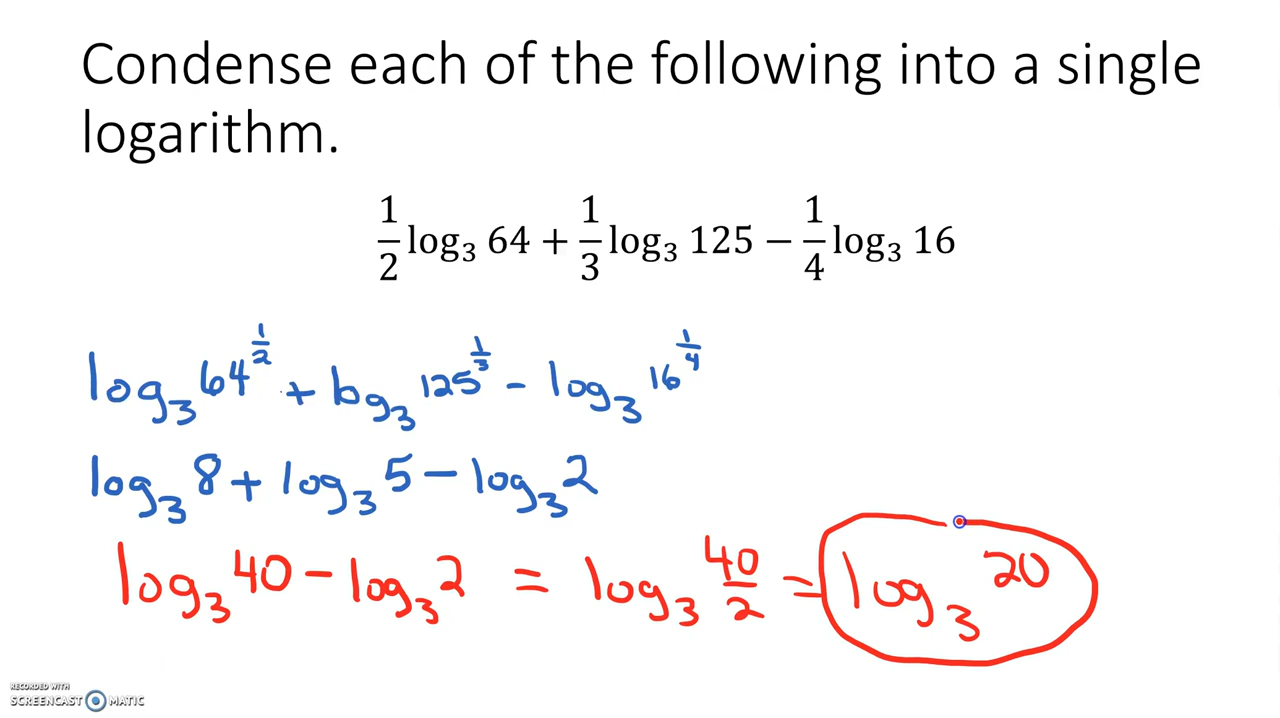 Condense each of the following into a single
logarithm.
1/2 log₃ 64 + 1/3 log₃ 125 − 1/4 log₃ 16
log₃ 64^(1/2) + log₃ 125^(1/3) − log₃ 16^(1/4)
log₃ 8 + log₃ 5 − log₃ 2
log₃ 40 − log₃ 2 = log₃ 40/2 = log₃ 20
RECORDED WITH
SCREENCAST MATIC